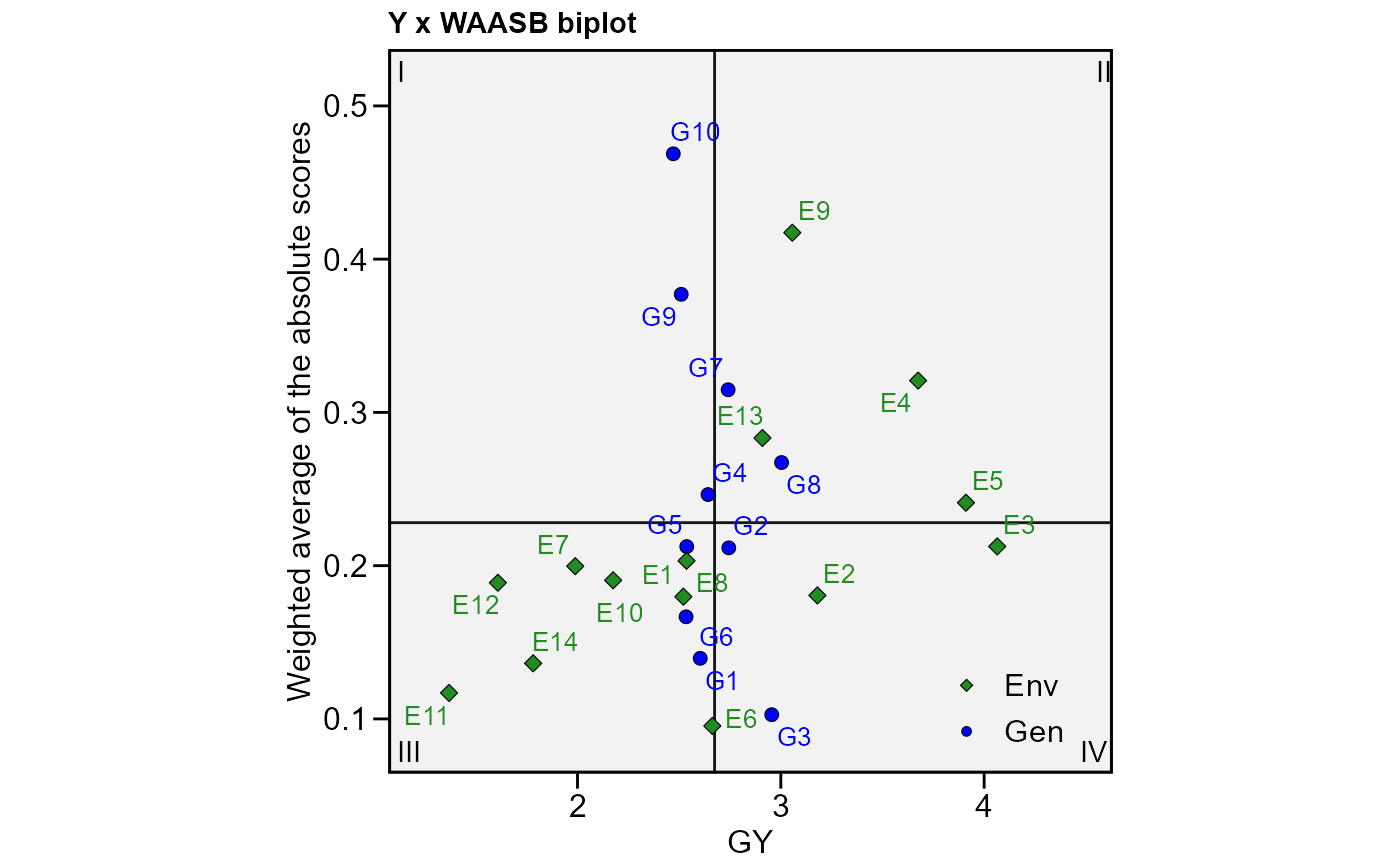 Y x WAASB biplot
I
II
0.5
G10
E9
0.4
G9
G7
E4
0.3
E13
G4
G8
E5
G5
G2
E3
E7
0.2
E1
E8
E2
E12
E10
G6
E14
G1
Env
E11
0.1
E6
G3
Gen
III
IV
Weighted average of the absolute scores
2
3
4
GY